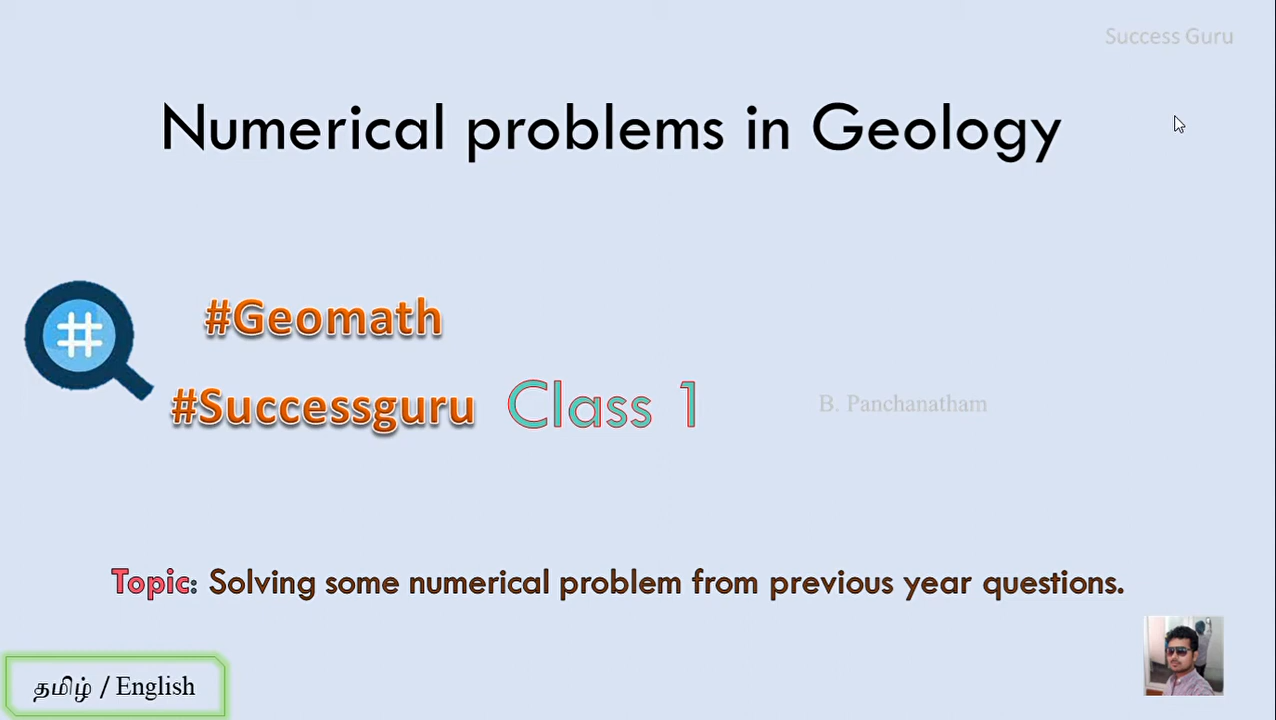 Success Guru
Numerical problems in Geology
#Geomath
#Successguru Class 1
B. Panchanatham
Topic: Solving some numerical problem from previous year questions.
தமிழ் / English